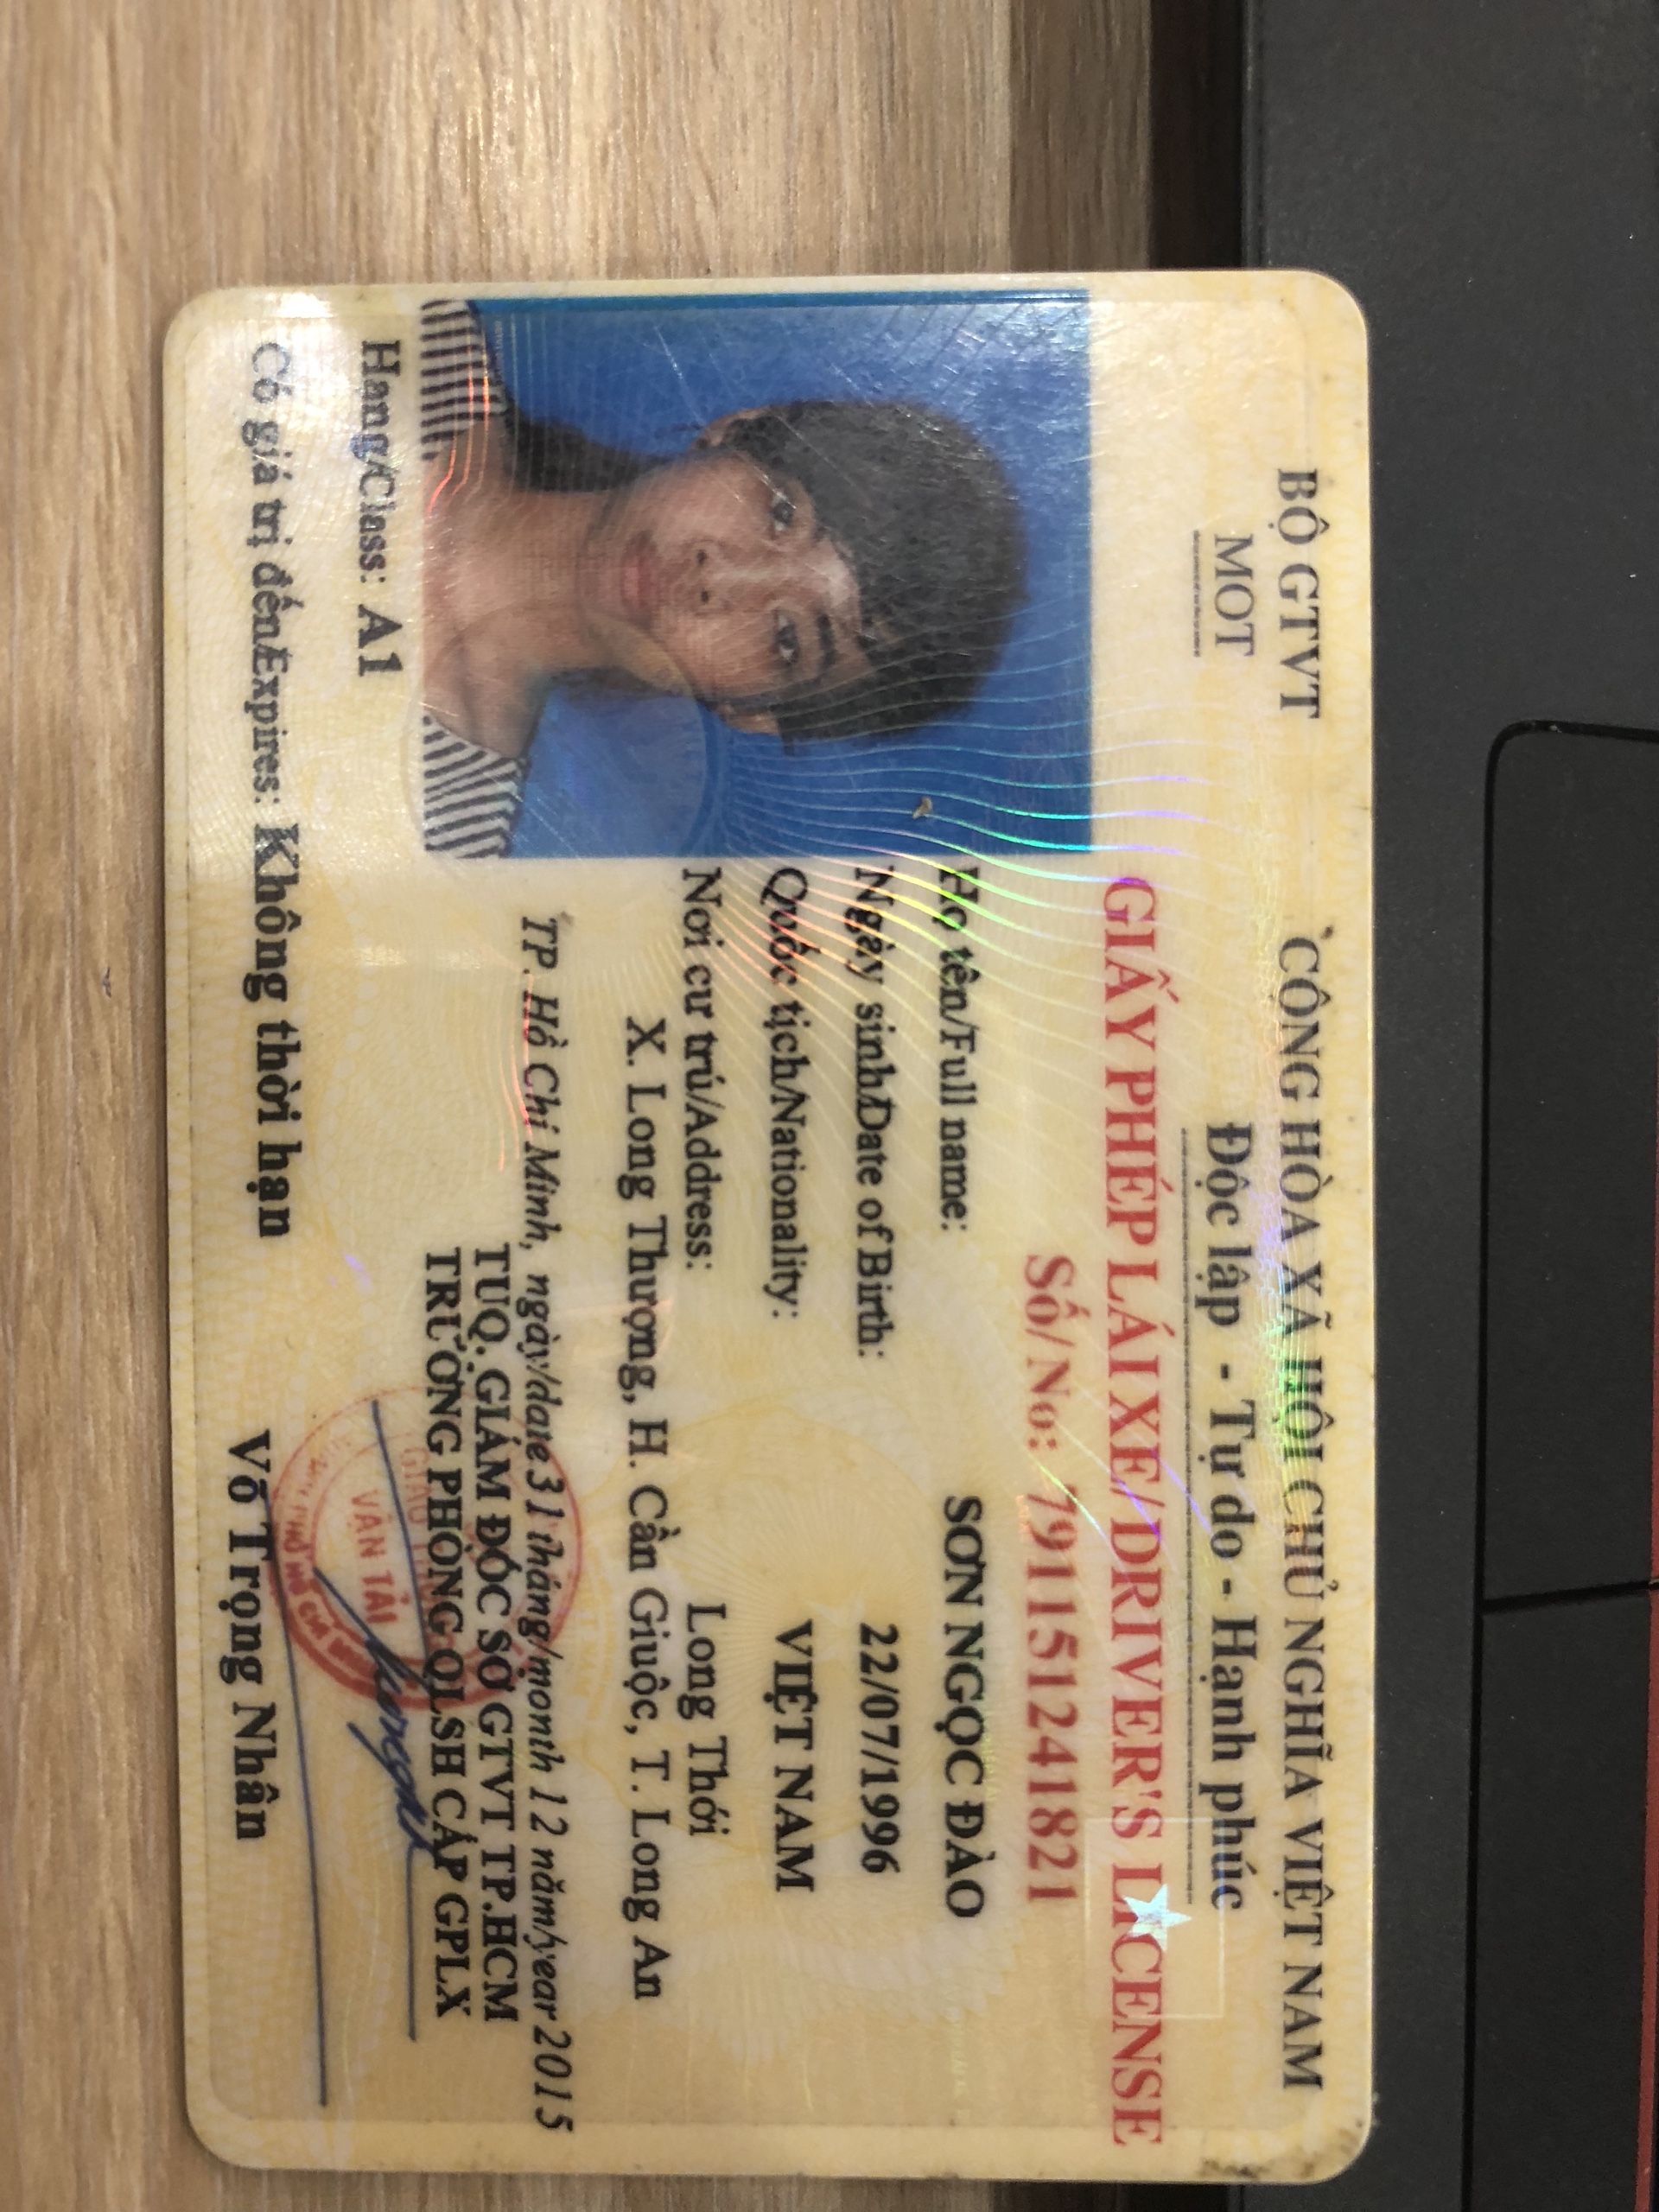 BỘ GTVT
MOT
CỘNG HÒA XÃ HỘI CHỦ NGHĨA VIỆT NAM
Độc lập - Tự do - Hạnh phúc
GIẤY PHÉP LÁI XE/DRIVER'S LICENSE
Số/No: 791151241821
Họ tên/Full name: SƠN NGỌC ĐÀO
Ngày sinh/Date of Birth: 22/07/1996
Quốc tịch/Nationality: VIỆT NAM
Nơi cư trú/Address: Long Thới
X. Long Thượng, H. Cần Giuộc, T. Long An
TP. Hồ Chí Minh, ngày/date 31 tháng/month 12 năm/year 2015
TUQ. GIÁM ĐỐC SỞ GTVT TP.HCM
TRƯỞNG PHÒNG QLSH CẤP GPLX
GIAO
VẬN TẢI
Hạng/Class: A1
Có giá trị đến/Expires: Không thời hạn
Võ Trọng Nhân